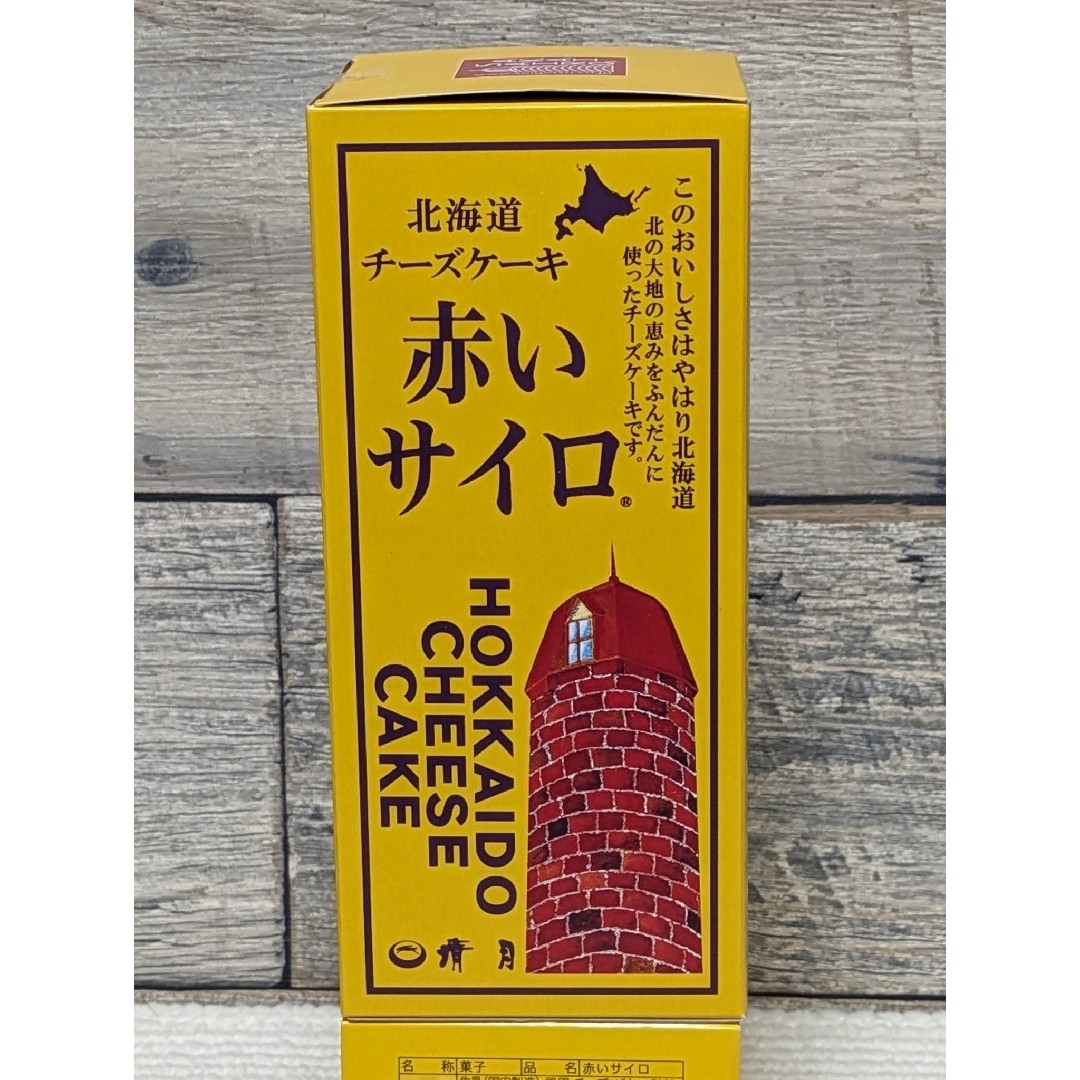 北海道
チーズケーキ
赤い
サイロ®
このおいしさはやはり北海道
北の大地の恵みをふんだんに
使ったチーズケーキです。
HOKKAIDO
CHEESE
CAKE
清月
名称 菓子 品名 赤いサイロ